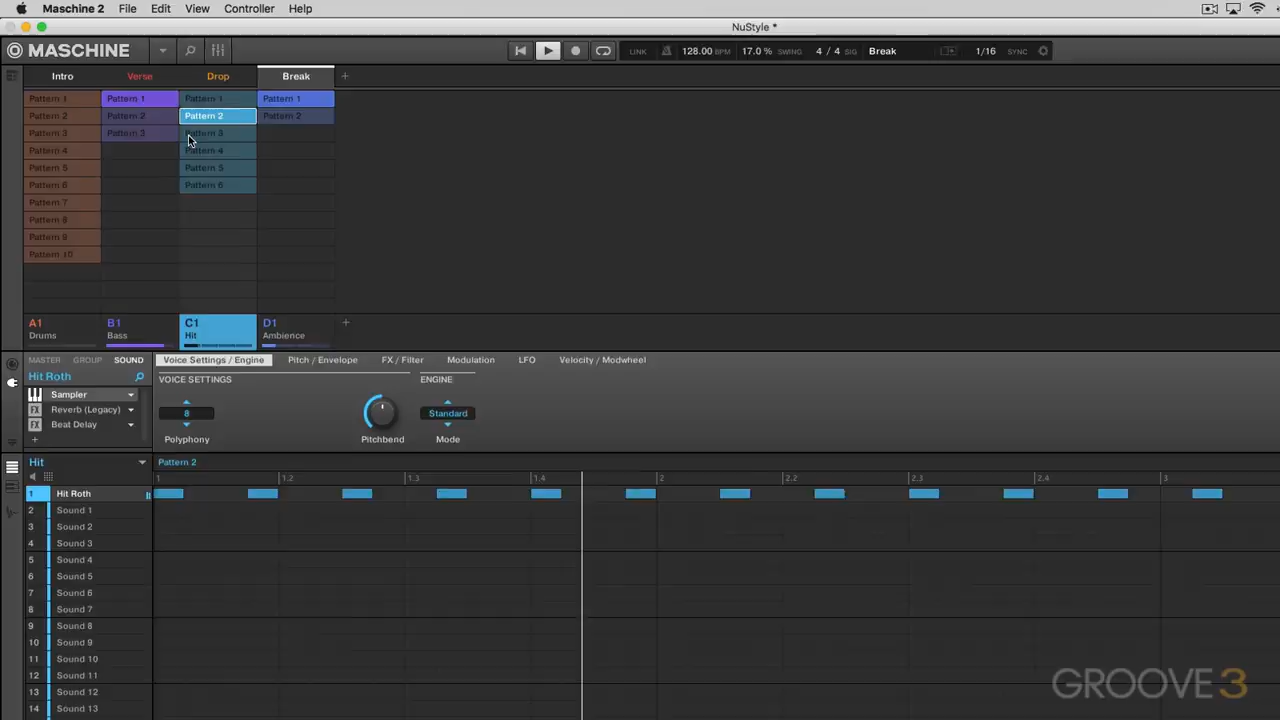 Maschine 2 File Edit View Controller Help
NuStyle *
MASCHINE LINK 128.00 BPM 17.0 % SWING 4 / 4 SIG Break 1/16 SYNC
Intro Verse Drop Break +
Pattern 1 Pattern 1 Pattern 1 Pattern 1
Pattern 2 Pattern 2 Pattern 2 Pattern 2
Pattern 3 Pattern 3 Pattern 3
Pattern 4 Pattern 4
Pattern 5 Pattern 5
Pattern 6 Pattern 6
Pattern 7
Pattern 8
Pattern 9
Pattern 10
A1 B1 C1 D1 +
Drums Bass Hit Ambience
MASTER GROUP SOUND Voice Settings / Engine Pitch / Envelope FX / Filter Modulation LFO Velocity / Modwheel
Hit Roth VOICE SETTINGS ENGINE
Sampler
FX Reverb (Legacy) 8 Standard
FX Beat Delay
+ Polyphony Pitchbend Mode
Hit Pattern 2
1 1.2 1.3 1.4 2 2.2 2.3 2.4 3
1 Hit Roth
2 Sound 1
3 Sound 2
4 Sound 3
5 Sound 4
6 Sound 5
7 Sound 6
8 Sound 7
9 Sound 8
10 Sound 9
11 Sound 10
12 Sound 11
13 Sound 12
14 Sound 13
GROOVE 3